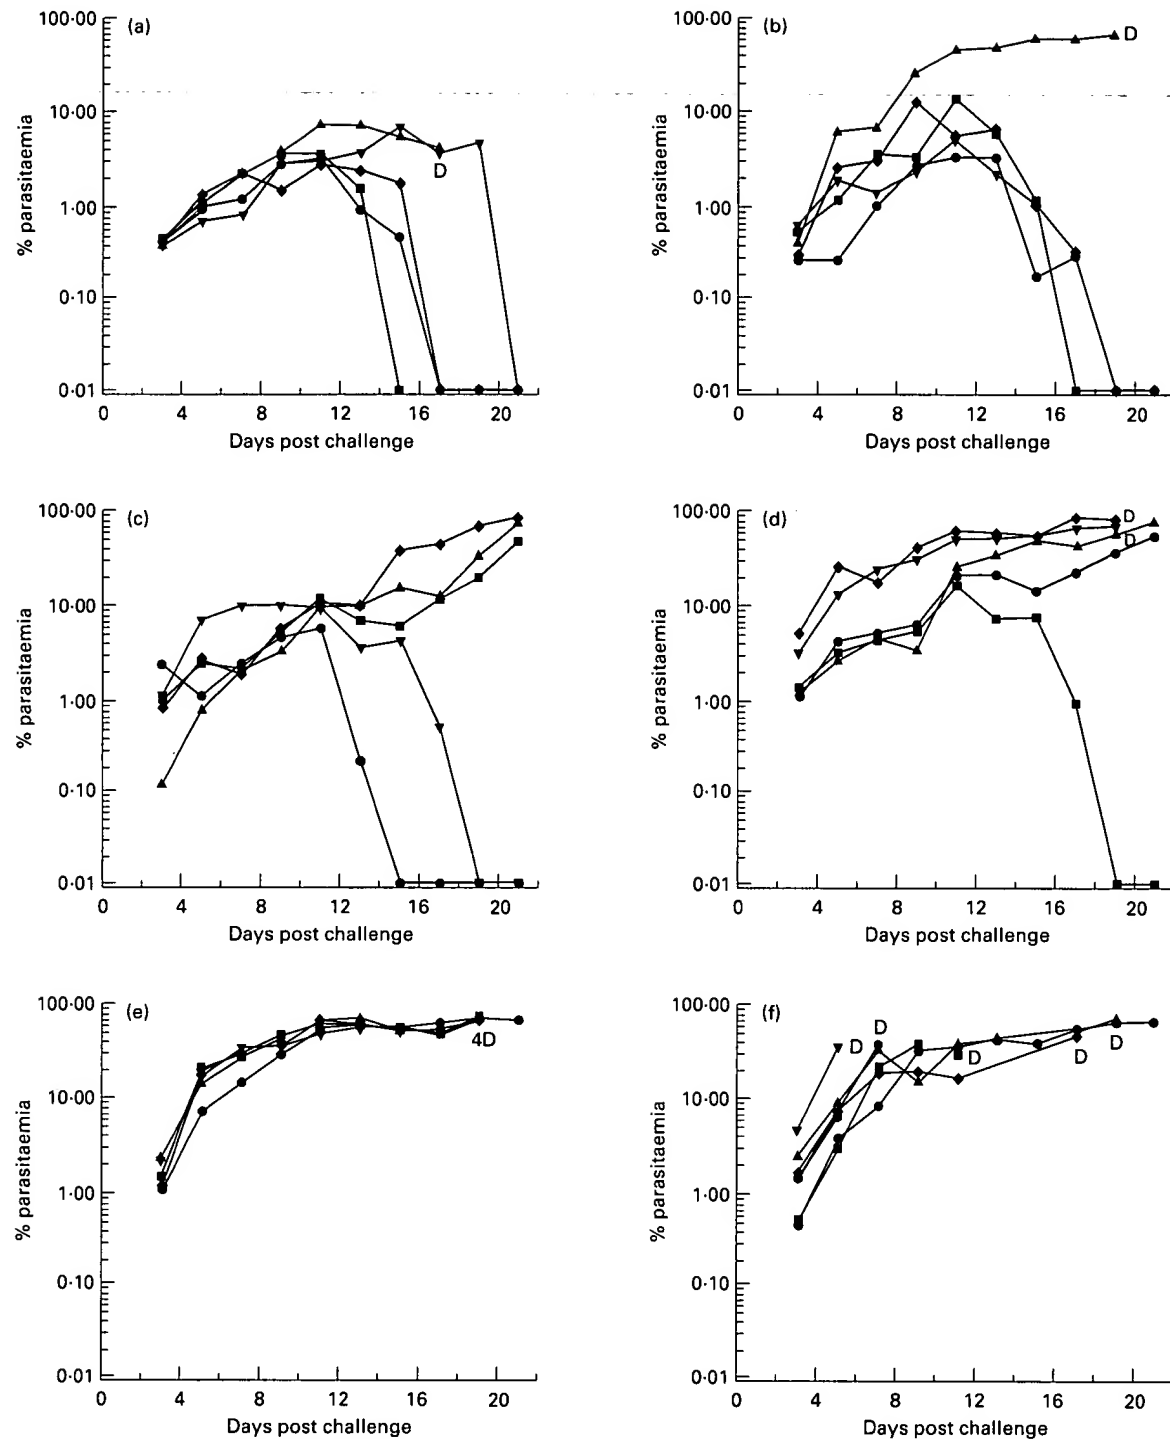 100·00
(a)
10·00
1·00
0·10
0·01
% parasitaemia
D
0 4 8 12 16 20
Days post challenge
100·00
(b)
10·00
1·00
0·10
0·01
% parasitaemia
D
0 4 8 12 16 20
Days post challenge
100·00
(c)
10·00
1·00
0·10
0·01
% parasitaemia
0 4 8 12 16 20
Days post challenge
100·00
(d)
10·00
1·00
0·10
0·01
% parasitaemia
D
D
0 4 8 12 16 20
Days post challenge
100·00
(e)
10·00
1·00
0·10
0·01
% parasitaemia
4D
0 4 8 12 16 20
Days post challenge
100·00
(f)
10·00
1·00
0·10
0·01
% parasitaemia
D
D
D
D
D
0 4 8 12 16 20
Days post challenge